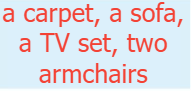 a carpet, a sofa,
a TV set, two
armchairs